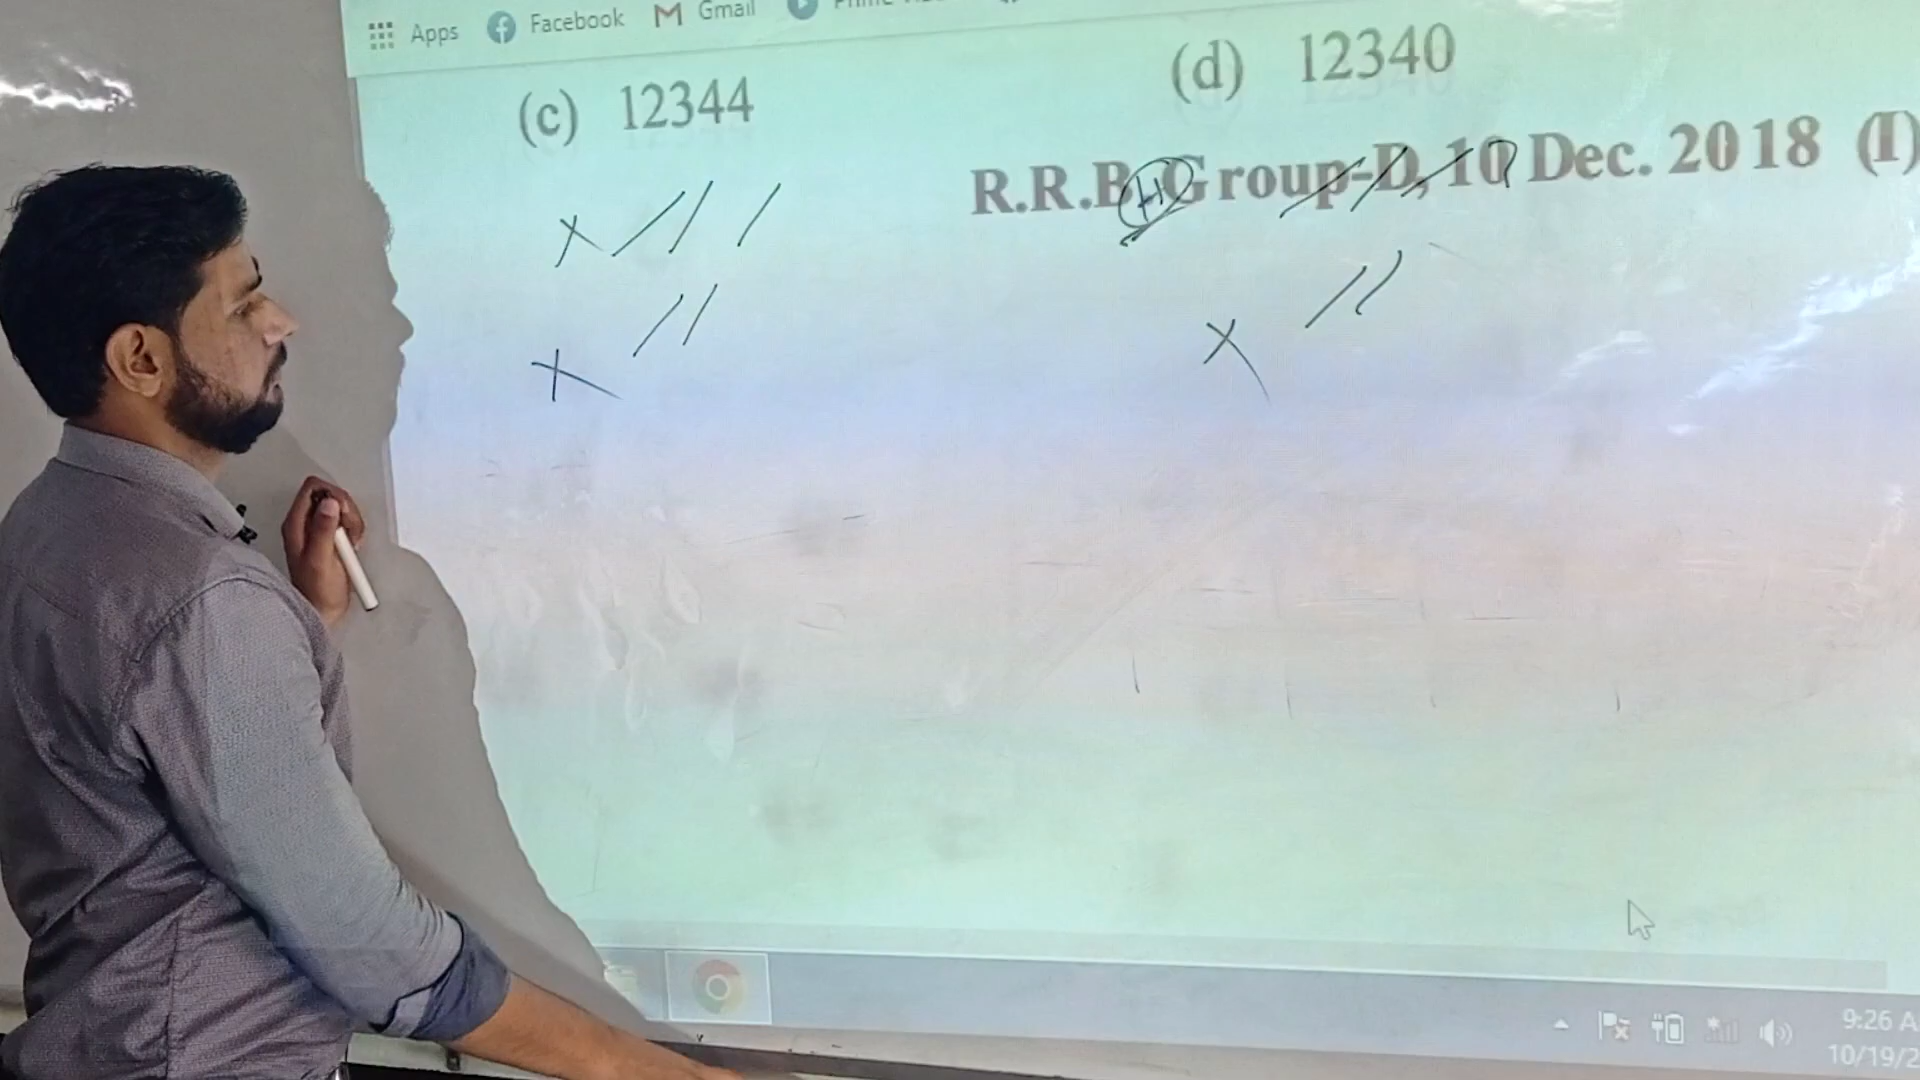 Apps Facebook Gmail
(c) 12344 (d) 12340
R.R.B. Group-D, 10 Dec. 2018 (I)
9:26 A
10/19/2